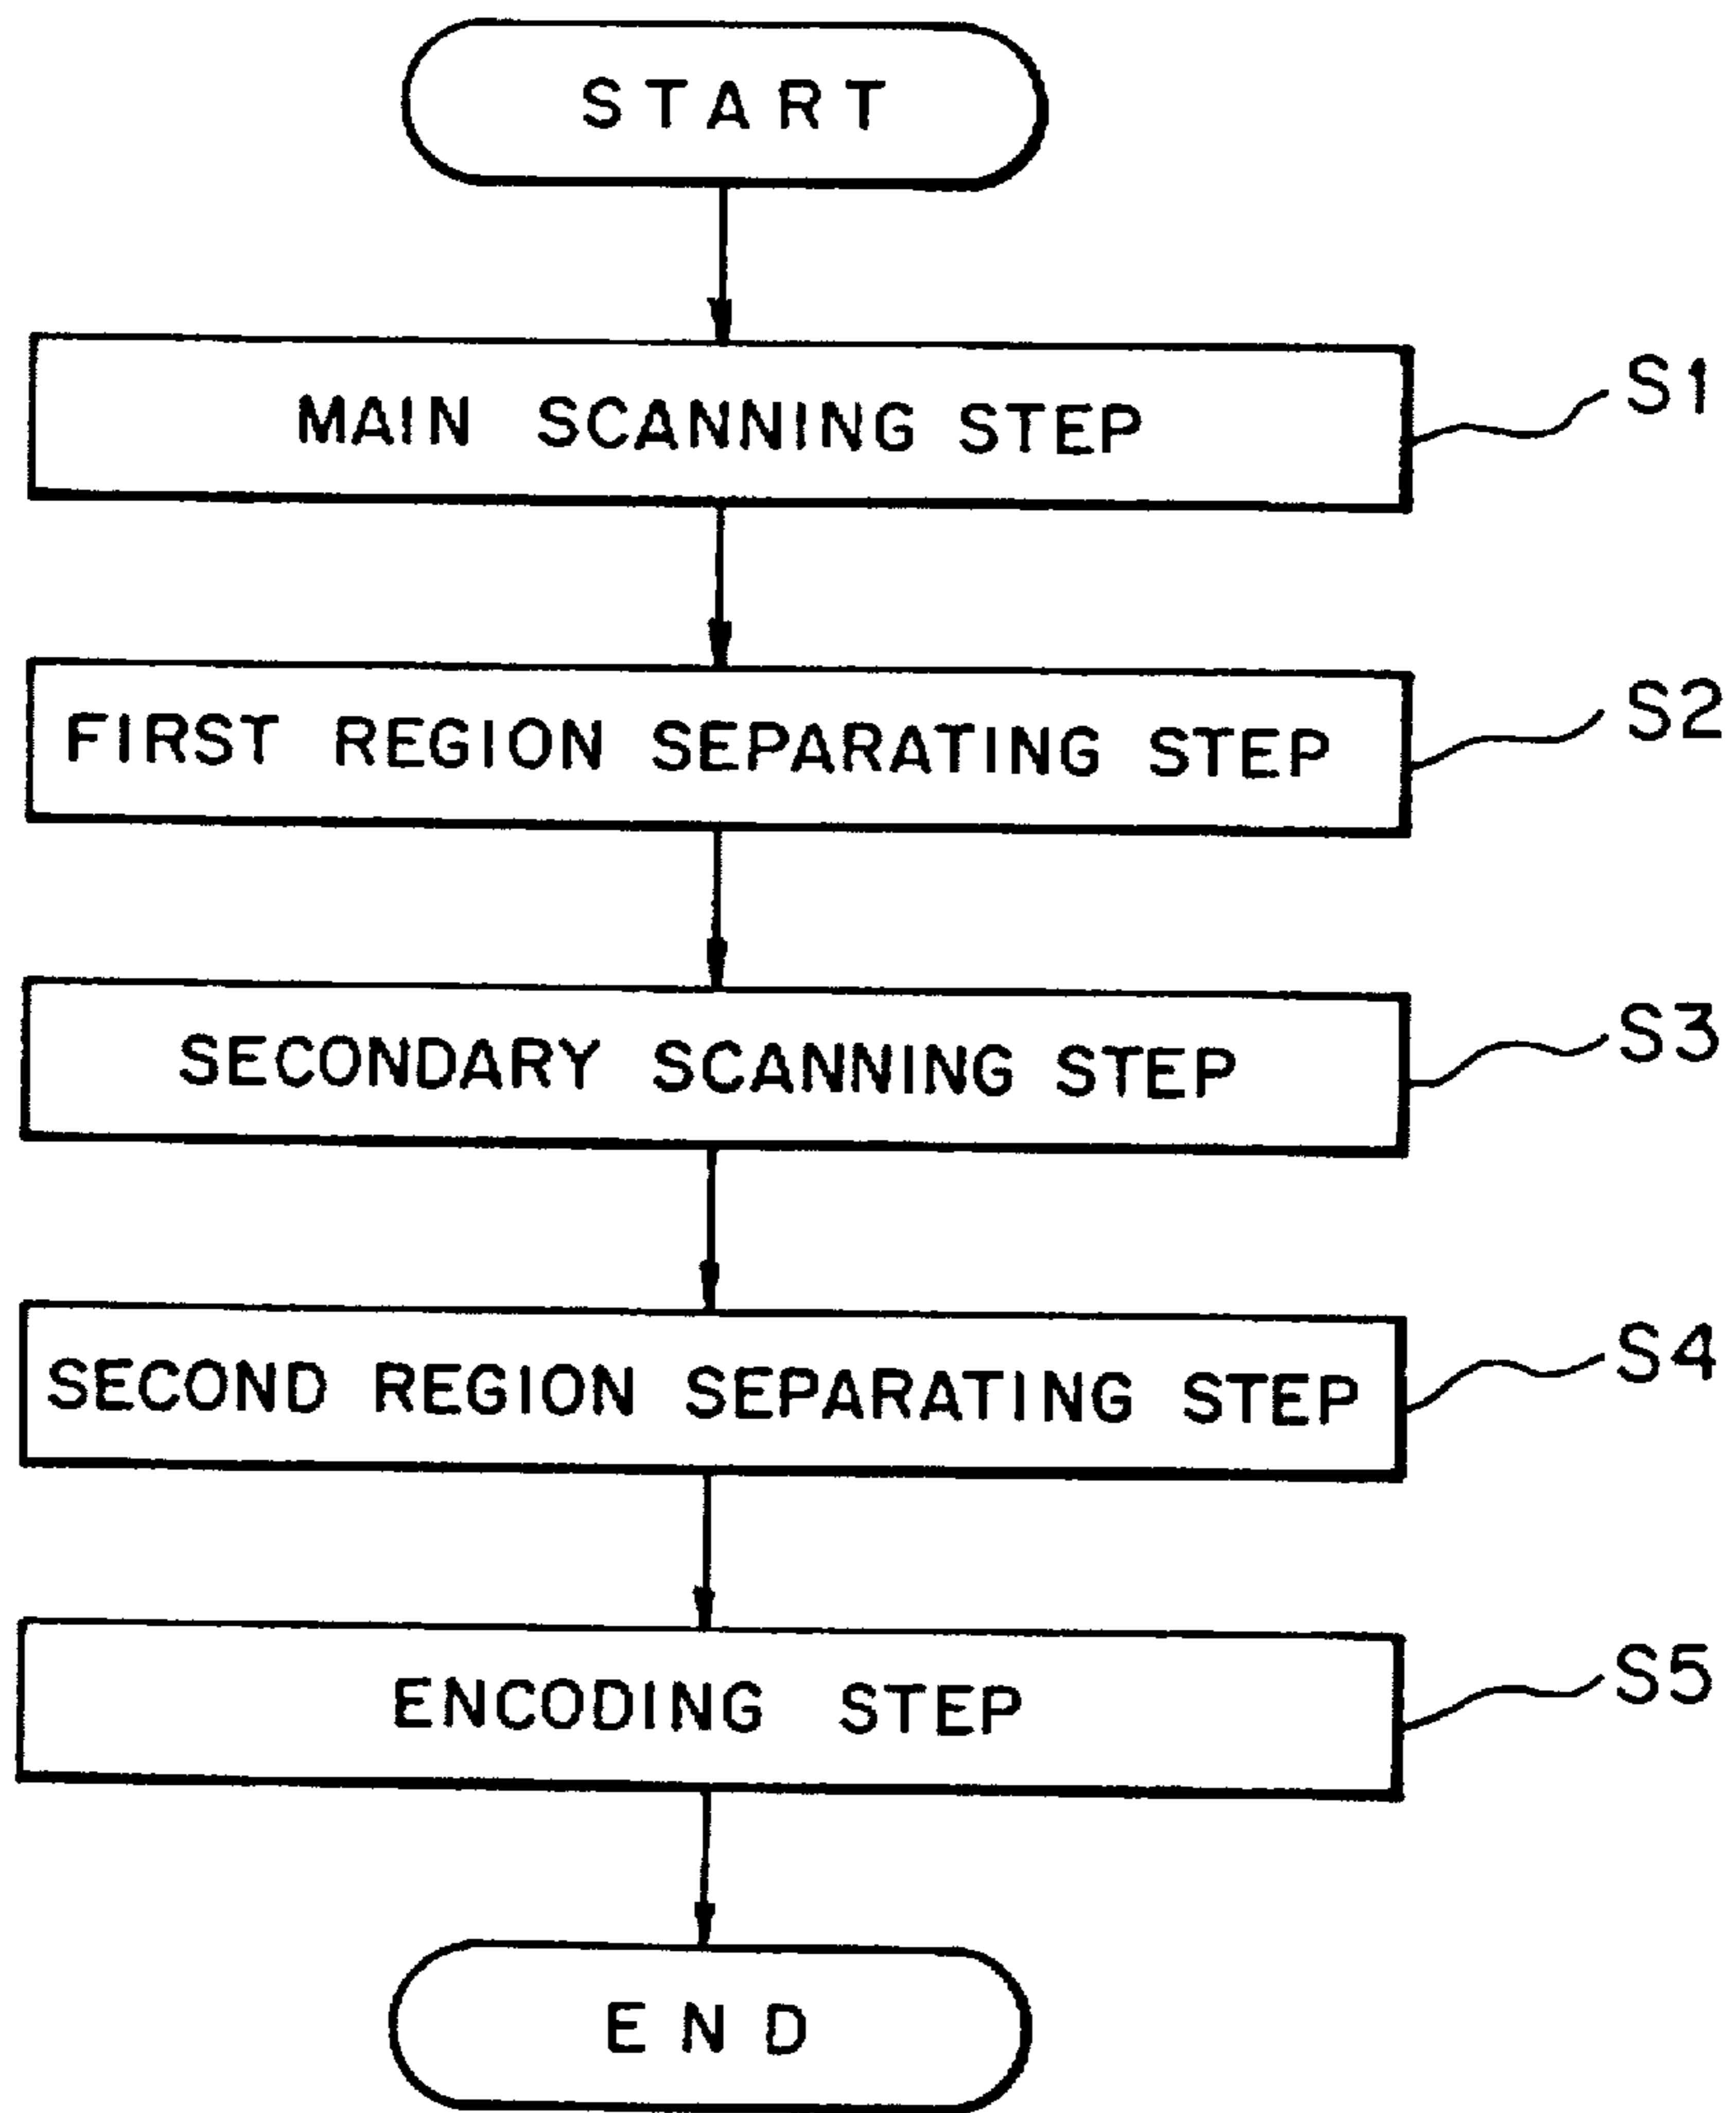 START
MAIN SCANNING STEP
S1
FIRST REGION SEPARATING STEP
S2
SECONDARY SCANNING STEP
S3
SECOND REGION SEPARATING STEP
S4
ENCODING STEP
S5
END